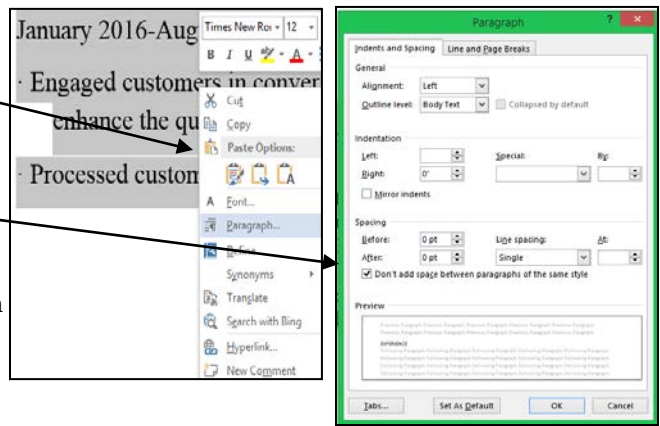 January 2016-Aug
Times New Ro 12
B I U A
· Engaged customers in conver
enhance the qu
· Processed custom
Cut
Copy
Paste Options:
A
A Font...
Paragraph...
Define
Synonyms
Translate
Search with Bing
Hyperlink...
New Comment
Paragraph ? ×
Indents and Spacing Line and Page Breaks
General
Alignment: Left
Outline level: Body Text Collapsed by default
Indentation
Left: Special: By:
Right: 0"
Mirror indents
Spacing
Before: 0 pt Line spacing: At:
After: 0 pt Single
Don't add space between paragraphs of the same style
Preview
EXPERIENCE
Tabs... Set As Default OK Cancel